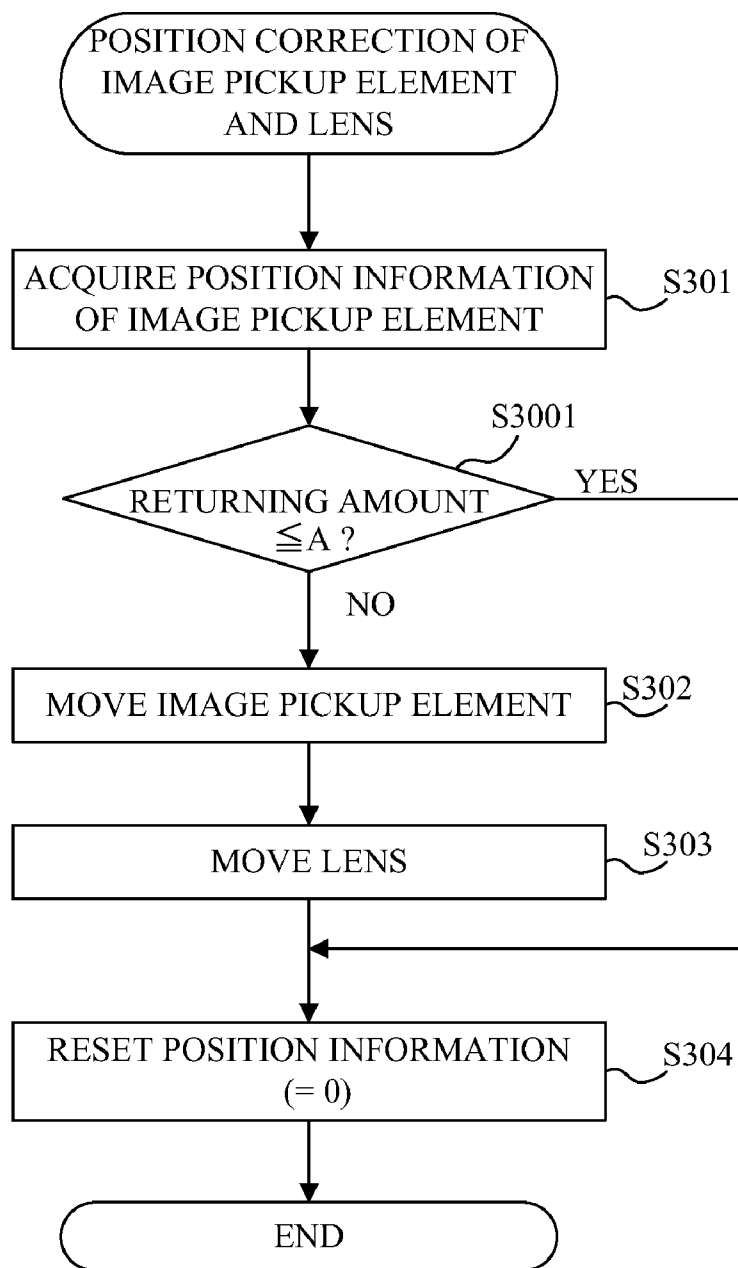 POSITION CORRECTION OF
IMAGE PICKUP ELEMENT
AND LENS
ACQUIRE POSITION INFORMATION
OF IMAGE PICKUP ELEMENT
S301
S3001
RETURNING AMOUNT
≦A ?
YES
NO
MOVE IMAGE PICKUP ELEMENT
S302
MOVE LENS
S303
RESET POSITION INFORMATION
(= 0)
S304
END